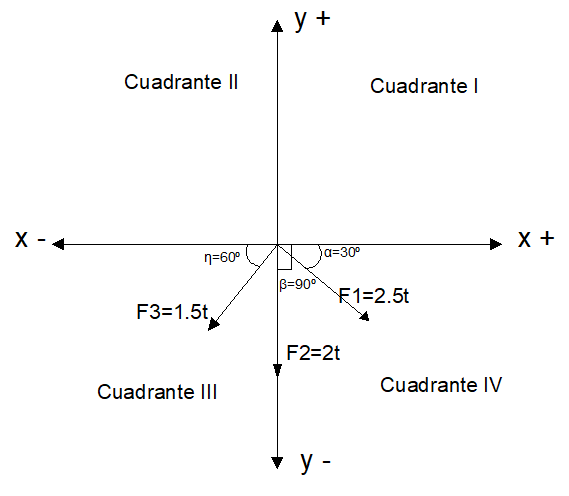 y +
Cuadrante II
Cuadrante I
x -
x +
η=60º
α=30º
β=90º
F1=2.5t
F3=1.5t
F2=2t
Cuadrante III
Cuadrante IV
y -